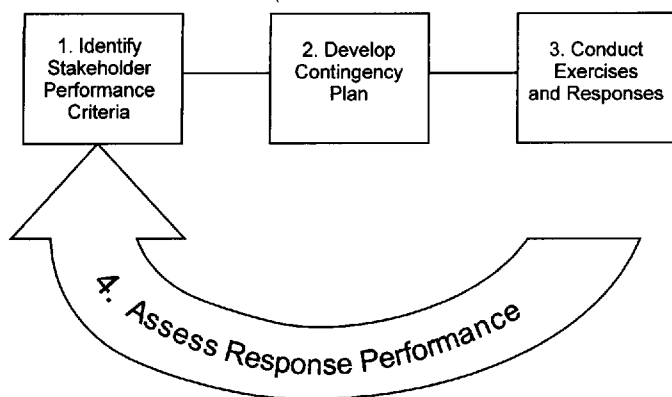 1. Identify
Stakeholder
Performance
Criteria
2. Develop
Contingency
Plan
3. Conduct
Exercises
and Responses
4. Assess Response Performance